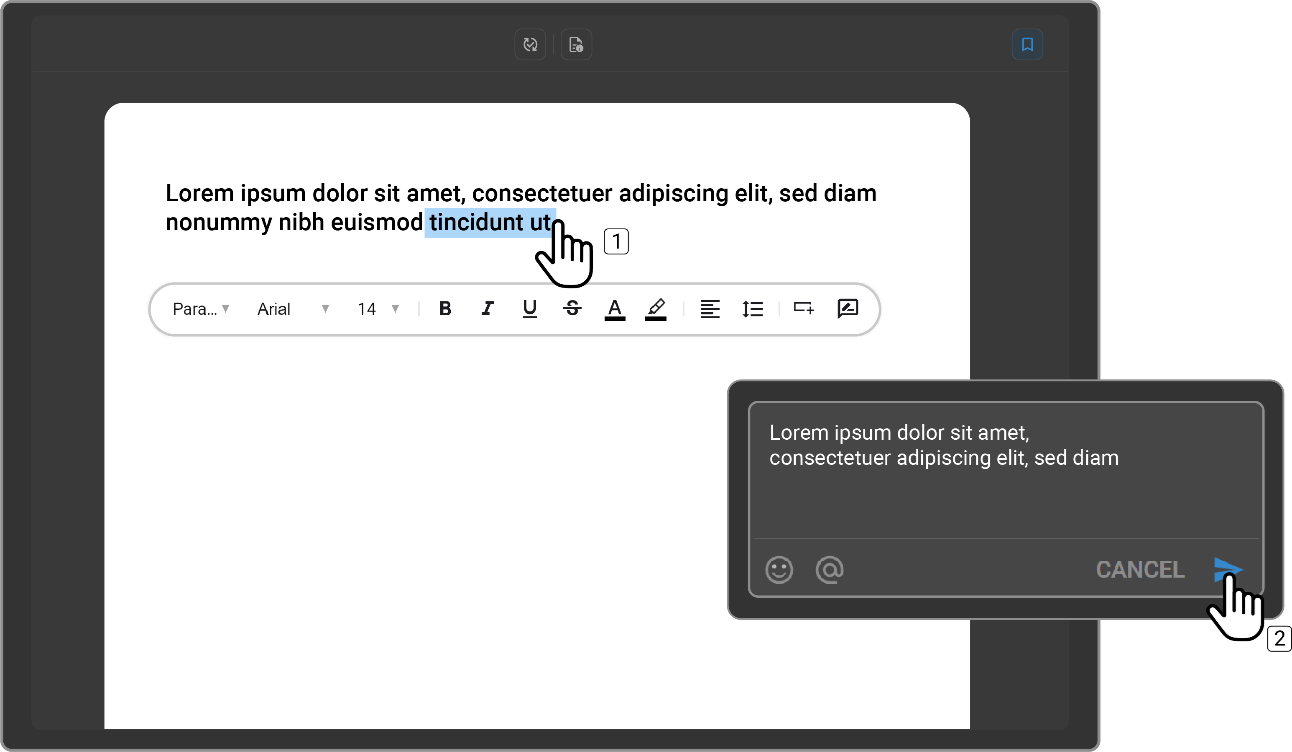 Lorem ipsum dolor sit amet, consectetuer adipiscing elit, sed diam
nonummy nibh euismod tincidunt ut
1
Para... Arial 14 B I U S A
Lorem ipsum dolor sit amet,
consectetuer adipiscing elit, sed diam
@ CANCEL
2